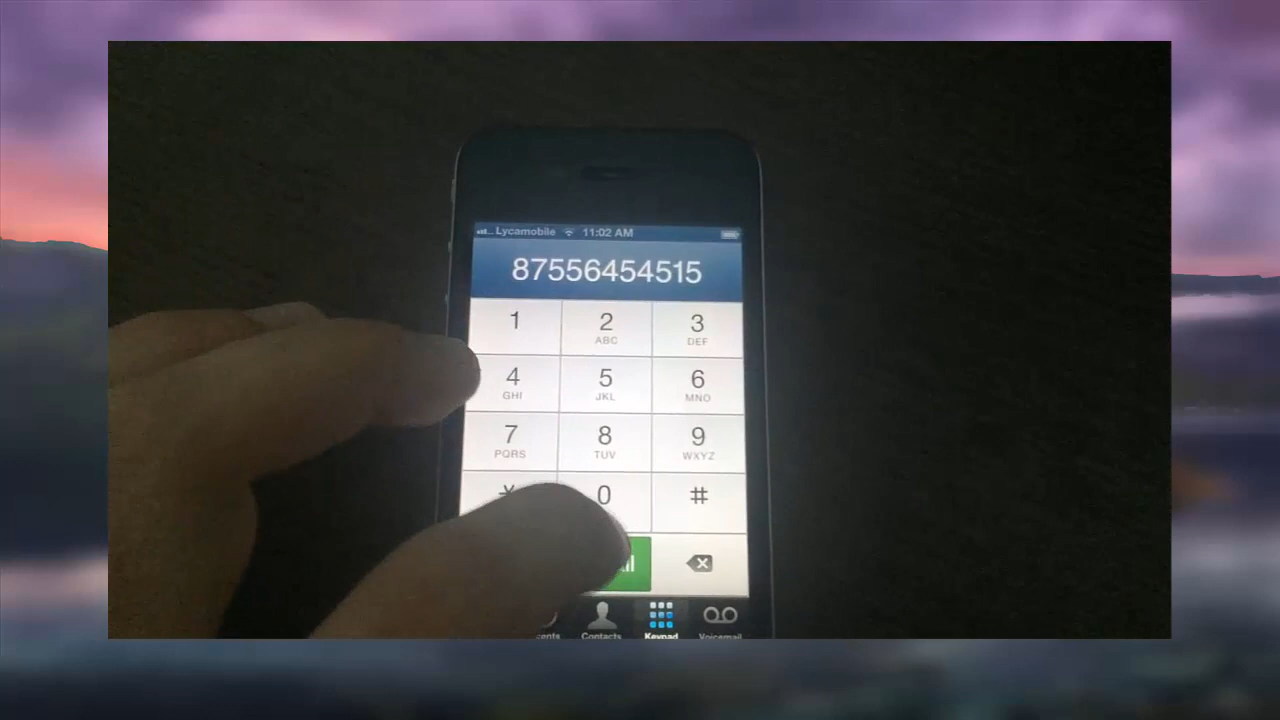 Lycamobile 11:02 AM
87556454515
1 2 3
ABC DEF
4 5 6
GHI JKL MNO
7 8 9
PQRS TUV WXYZ
0 #
Contacts Keypad Voicemail